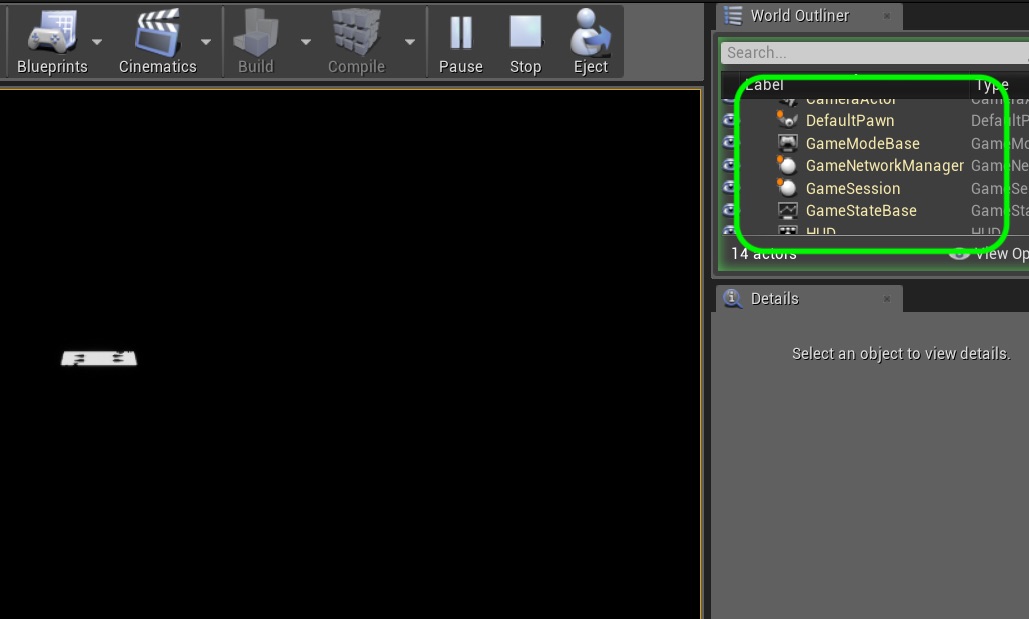 World Outliner
Blueprints Cinematics Build Compile Pause Stop Eject
Search...
Label Type
CameraActor
DefaultPawn DefaultP
GameModeBase GameMo
GameNetworkManager GameNe
GameSession GameSe
GameStateBase GameSta
HUD HUD
14 actors View Op
Details
Select an object to view details.